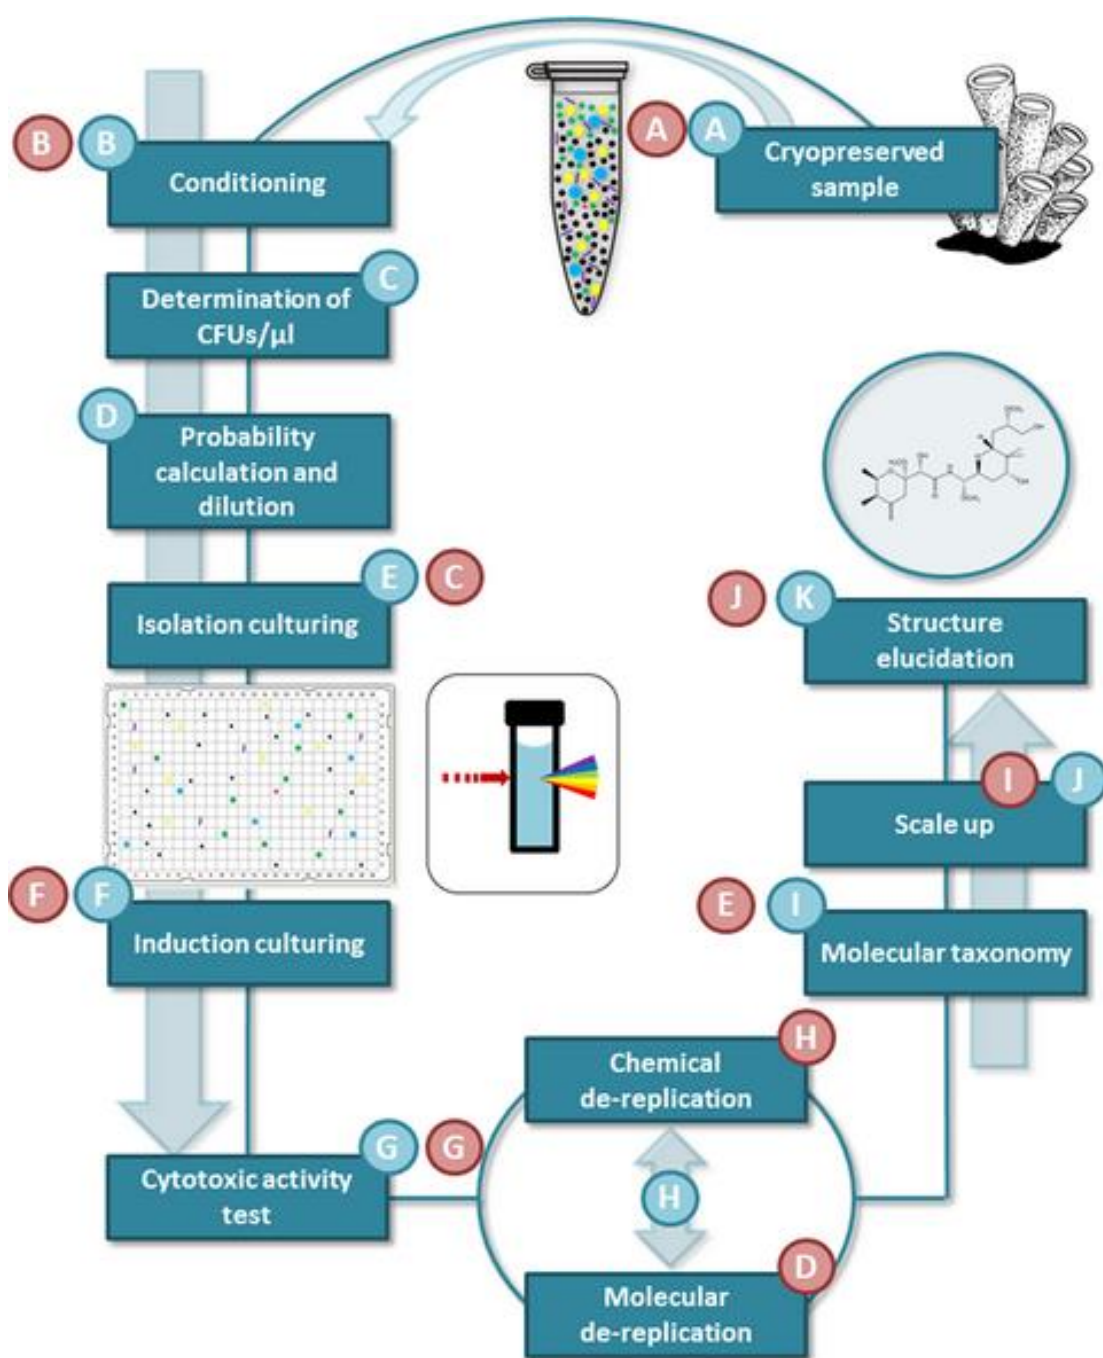 A A
Cryopreserved
sample
B B
Conditioning
C
Determination of
CFUs/µl
D
Probability
calculation and
dilution
E C
Isolation culturing
F F
Induction culturing
G G
Cytotoxic activity
test
H
Chemical
de-replication
H
D
Molecular
de-replication
E I
Molecular taxonomy
I J
Scale up
J K
Structure
elucidation